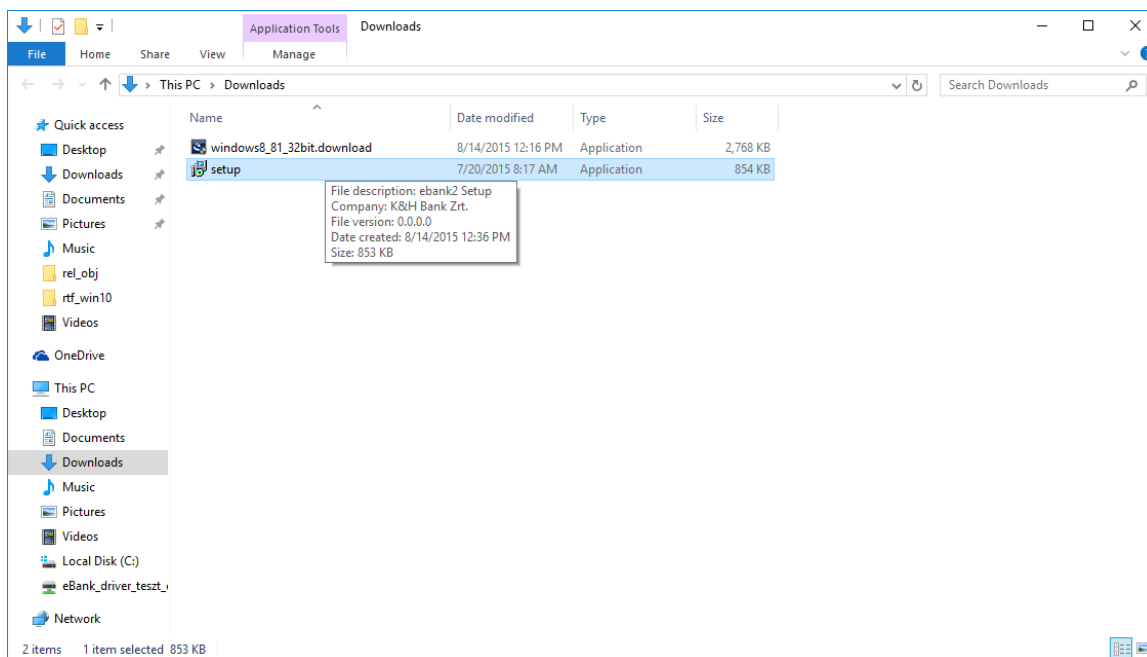 Application Tools
Downloads
File
Home
Share
View
Manage
This PC
Downloads
Search Downloads
Name
Date modified
Type
Size
windows8_81_32bit.download
8/14/2015 12:16 PM
Application
2,768 KB
setup
7/20/2015 8:17 AM
Application
854 KB
File description: ebank2 Setup
Company: K&H Bank Zrt.
File version: 0.0.0.0
Date created: 8/14/2015 12:36 PM
Size: 853 KB
Quick access
Desktop
Downloads
Documents
Pictures
Music
rel_obj
rtf_win10
Videos
OneDrive
This PC
Desktop
Documents
Downloads
Music
Pictures
Videos
Local Disk (C:)
eBank_driver_teszt_
Network
2 items
1 item selected 853 KB